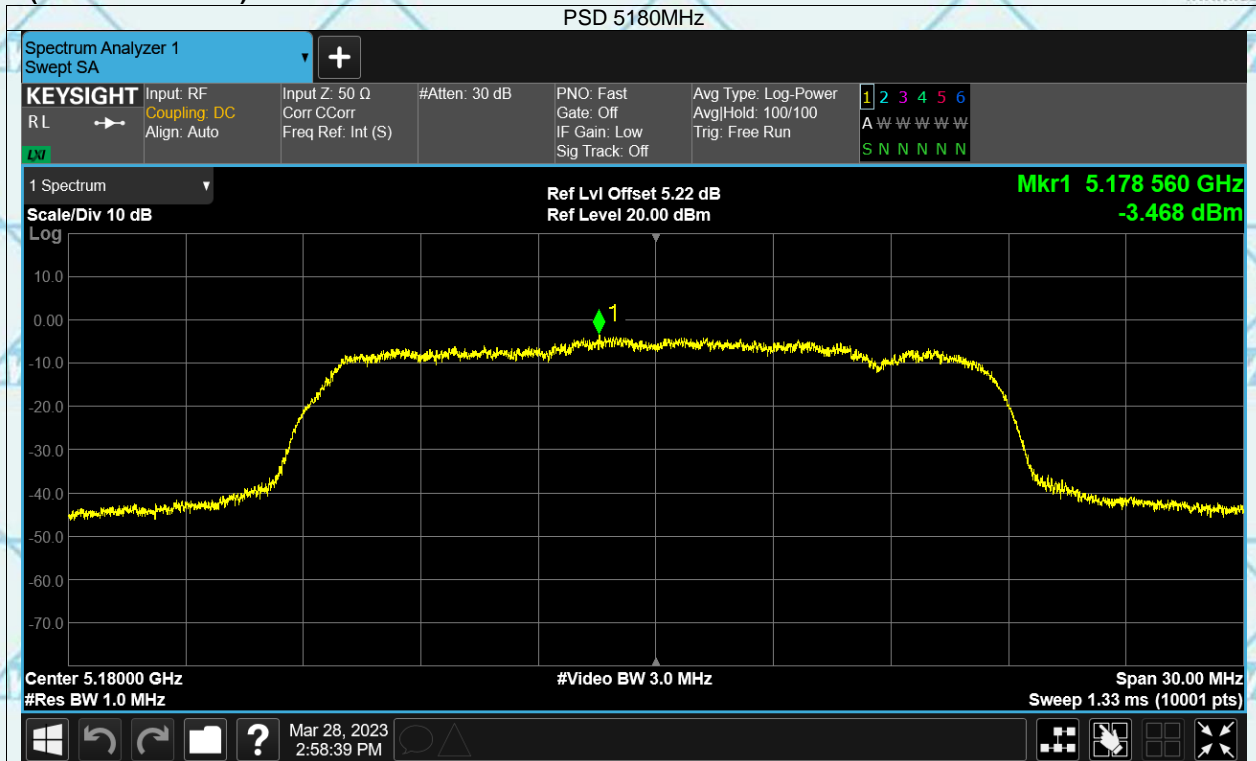 PSD 5180MHz
Spectrum Analyzer 1
Swept SA
+
KEYSIGHT
RL
LXI
Input: RF
Coupling: DC
Align: Auto
Input Z: 50 Ω
Corr CCorr
Freq Ref: Int (S)
#Atten: 30 dB
PNO: Fast
Gate: Off
IF Gain: Low
Sig Track: Off
Avg Type: Log-Power
Avg|Hold: 100/100
Trig: Free Run
1 2 3 4 5 6
A W W W W W
S N N N N N
1 Spectrum
Scale/Div 10 dB
Log
Ref Lvl Offset 5.22 dB
Ref Level 20.00 dBm
Mkr1 5.178 560 GHz
-3.468 dBm
10.0
0.00
-10.0
-20.0
-30.0
-40.0
-50.0
-60.0
-70.0
1
Center 5.18000 GHz
#Res BW 1.0 MHz
#Video BW 3.0 MHz
Span 30.00 MHz
Sweep 1.33 ms (10001 pts)
?
Mar 28, 2023
2:58:39 PM